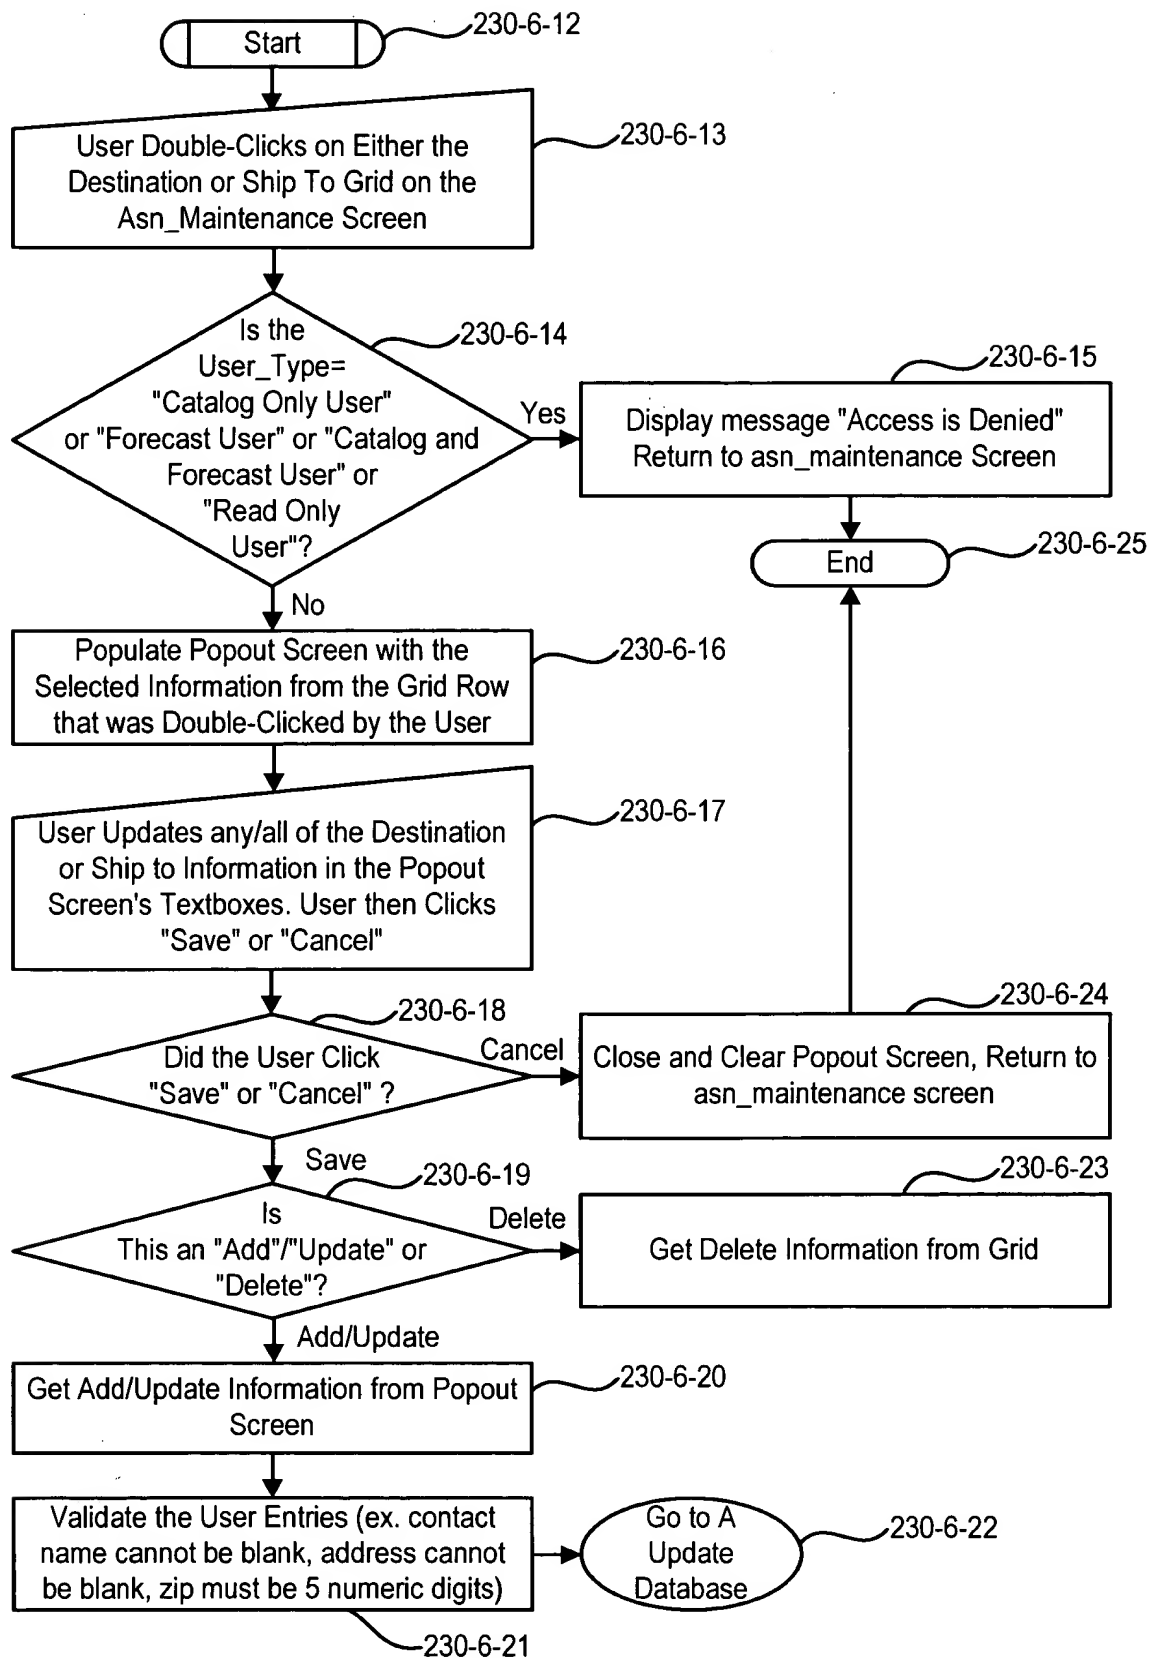 230-6-12
Start
230-6-13
User Double-Clicks on Either the
Destination or Ship To Grid on the
Asn_Maintenance Screen
230-6-14
Is the
User_Type=
"Catalog Only User"
or "Forecast User" or "Catalog and
Forecast User" or
"Read Only
User"?
Yes
230-6-15
Display message "Access is Denied"
Return to asn_maintenance Screen
230-6-25
End
No
230-6-16
Populate Popout Screen with the
Selected Information from the Grid Row
that was Double-Clicked by the User
230-6-17
User Updates any/all of the Destination
or Ship to Information in the Popout
Screen's Textboxes. User then Clicks
"Save" or "Cancel"
230-6-18
Did the User Click
"Save" or "Cancel" ?
Cancel
230-6-24
Close and Clear Popout Screen, Return to
asn_maintenance screen
Save
230-6-19
Is
This an "Add"/"Update" or
"Delete"?
Delete
230-6-23
Get Delete Information from Grid
Add/Update
230-6-20
Get Add/Update Information from Popout
Screen
Validate the User Entries (ex. contact
name cannot be blank, address cannot
be blank, zip must be 5 numeric digits)
230-6-21
Go to A
Update
Database
230-6-22